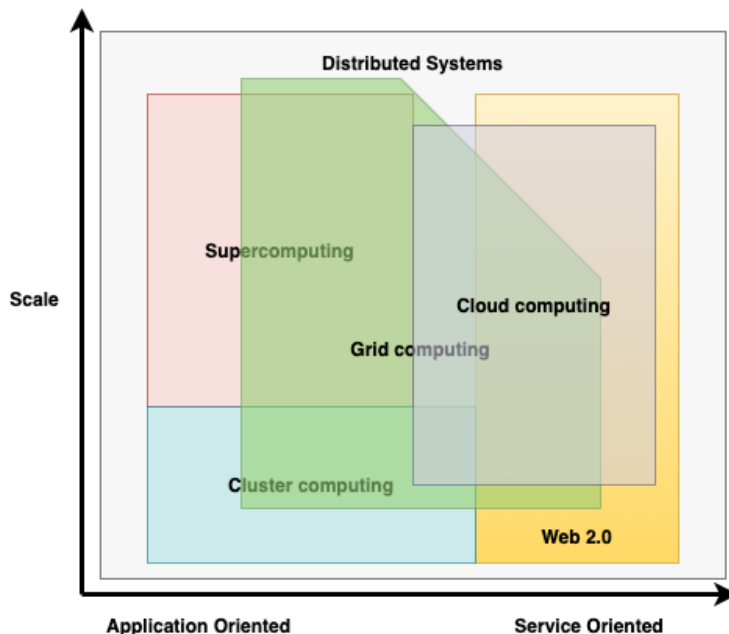 Distributed Systems
Supercomputing
Scale
Cloud computing
Grid computing
Cluster computing
Web 2.0
Application Oriented
Service Oriented